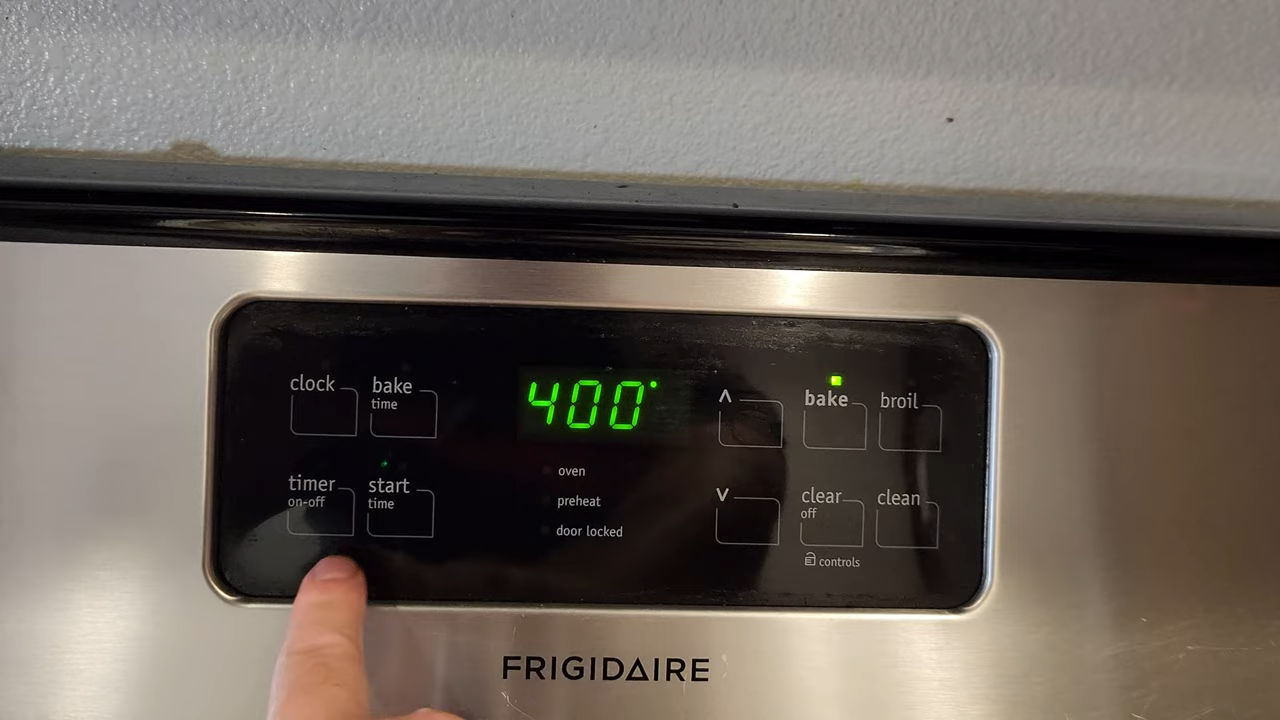 clock
bake
time
400°
^
bake
broil
timer
on-off
start
time
oven
preheat
door locked
v
clear
off
clean
controls
FRIGIDAIRE